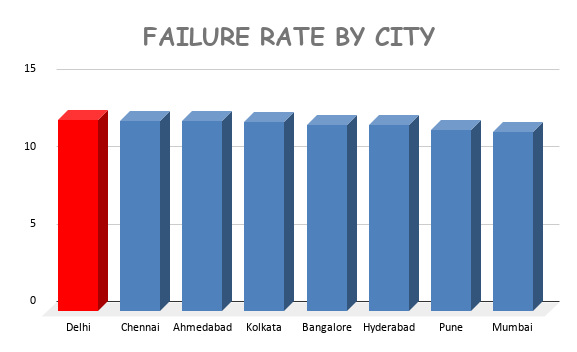 FAILURE RATE BY CITY
15
10
5
0
Delhi Chennai Ahmedabad Kolkata Bangalore Hyderabad Pune Mumbai